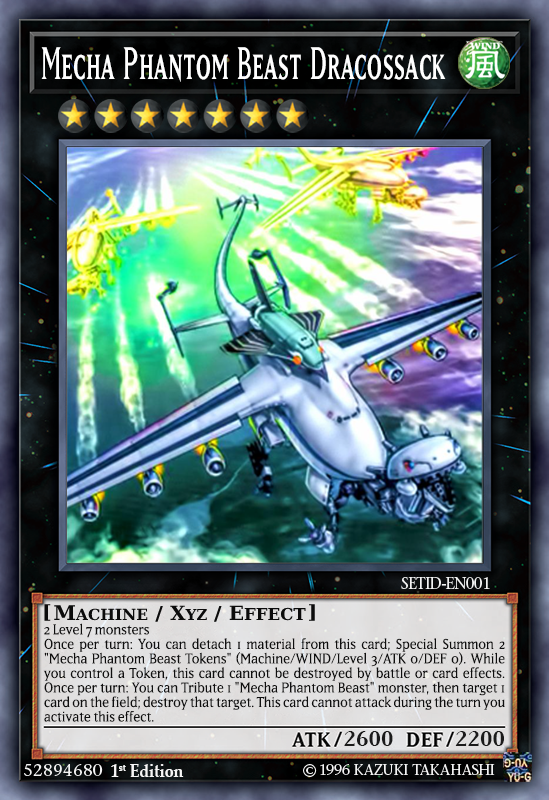 MECHA PHANTOM BEAST DRACOSSACK
WIND
風
SETID-EN001
[MACHINE / XYZ / EFFECT]
2 Level 7 monsters
Once per turn: You can detach 1 material from this card; Special Summon 2
"Mecha Phantom Beast Tokens" (Machine/WIND/Level 3/ATK 0/DEF 0). While
you control a Token, this card cannot be destroyed by battle or card effects.
Once per turn: You can Tribute 1 "Mecha Phantom Beast" monster, then target 1
card on the field; destroy that target. This card cannot attack during the turn you
activate this effect.
ATK/2600 DEF/2200
52894680 1st Edition © 1996 KAZUKI TAKAHASHI
YU-G
YU-G